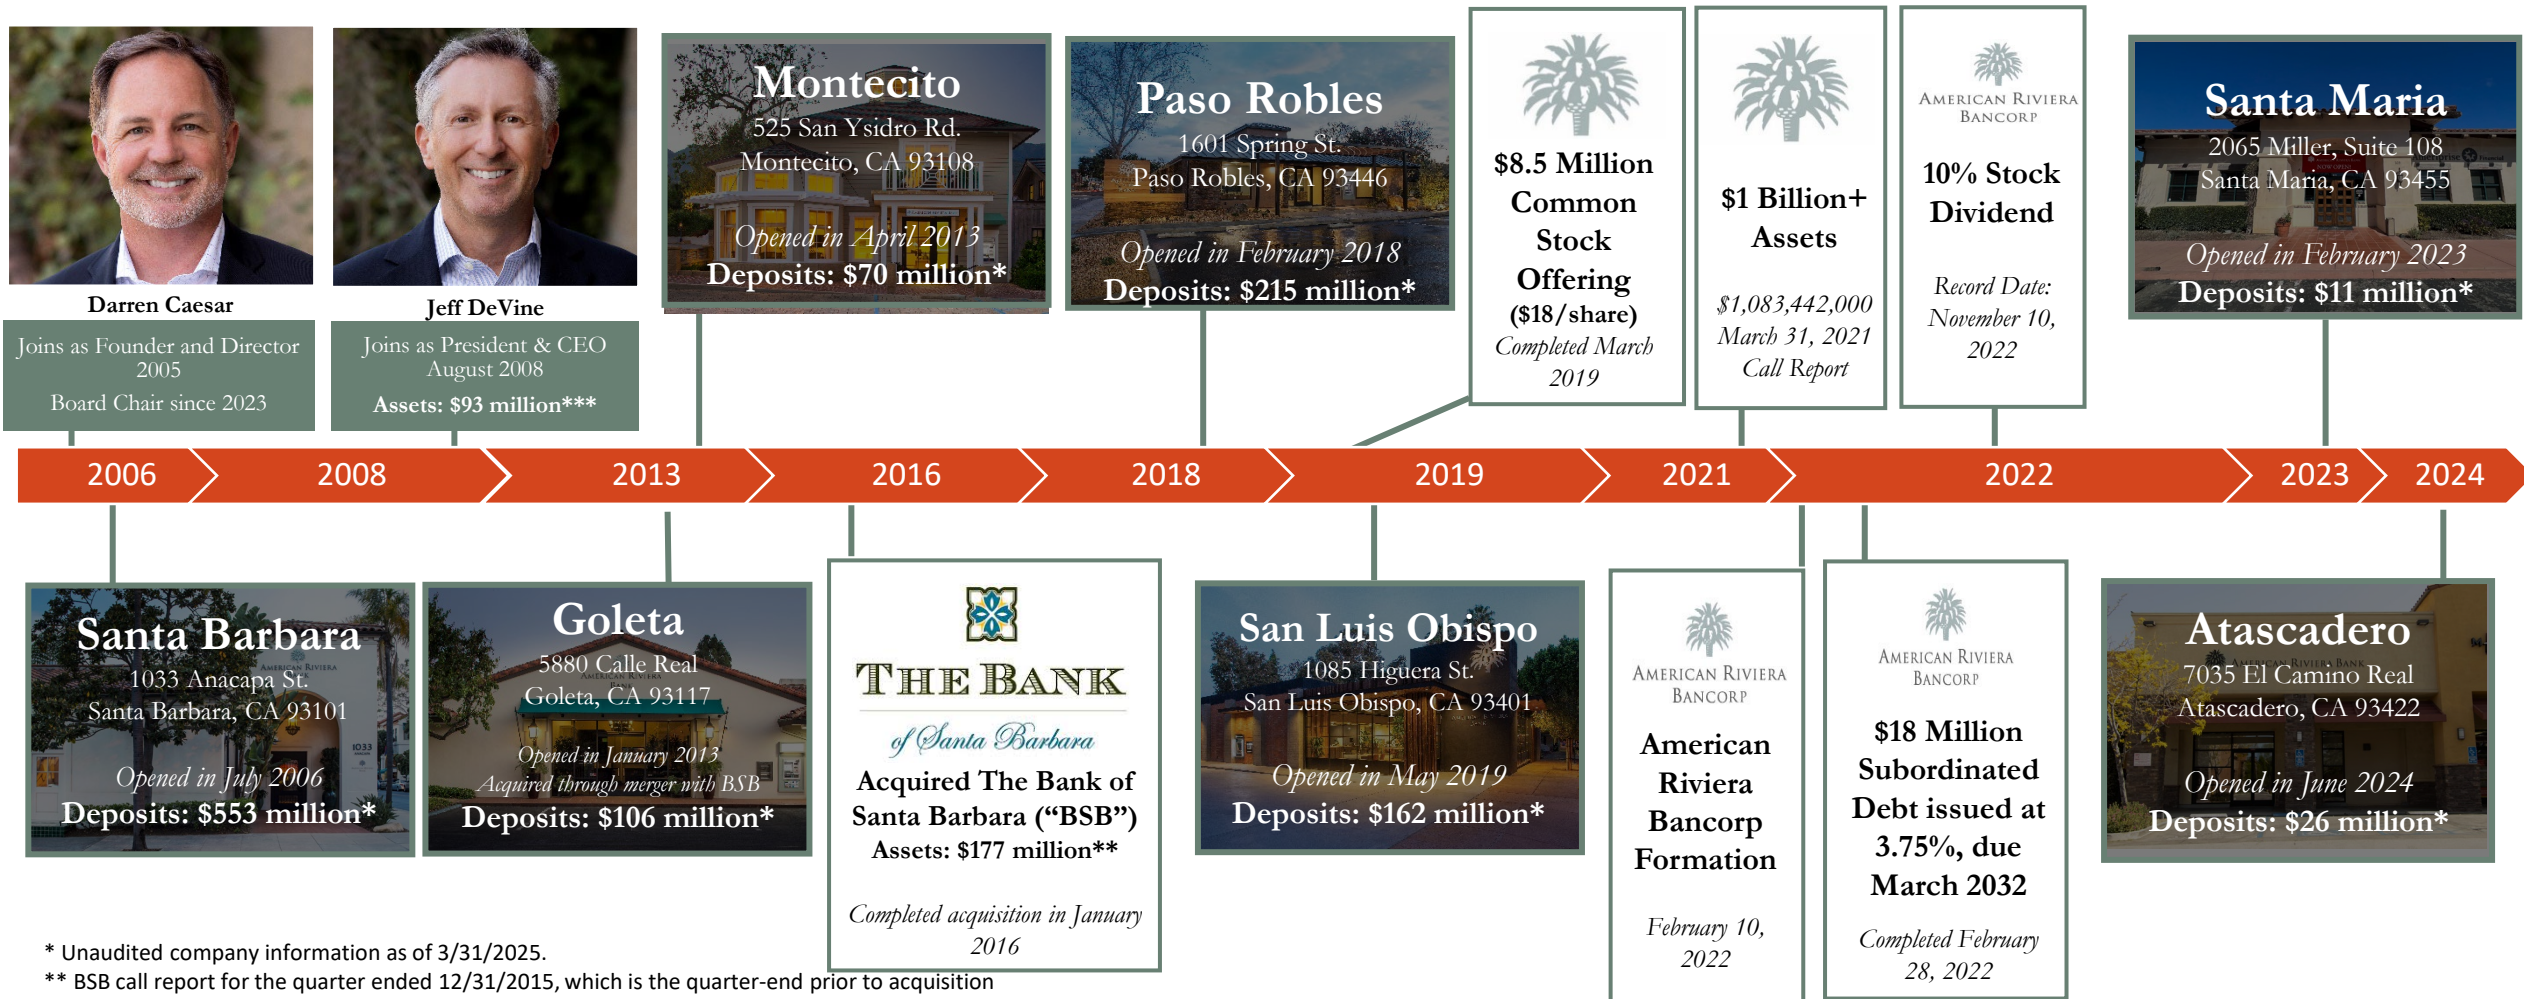 Darren Caesar
Joins as Founder and Director
2005
Board Chair since 2023
Jeff DeVine
Joins as President & CEO
August 2008
Assets: $93 million***
Montecito
525 San Ysidro Rd.
Montecito, CA 93108
Opened in April 2013
Deposits: $70 million*
Paso Robles
1601 Spring St.
Paso Robles, CA 93446
Opened in February 2018
Deposits: $215 million*
$8.5 Million
Common
Stock
Offering
($18/share)
Completed March
2019
$1 Billion+
Assets
$1,083,442,000
March 31, 2021
Call Report
AMERICAN RIVIERA
BANCORP
10% Stock
Dividend
Record Date:
November 10,
2022
Santa Maria
2065 Miller, Suite 108
Santa Maria, CA 93455
Opened in February 2023
Deposits: $11 million*
2006
2008
2013
2016
2018
2019
2021
2022
2023
2024
Santa Barbara
AMERICAN RIVIERA
1033 Anacapa St.
Santa Barbara, CA 93101
1033
Opened in July 2006
Deposits: $553 million*
Goleta
5880 Calle Real
AMERICAN RIVIERA
BANK
Goleta, CA 93117
Opened in January 2013
Acquired through merger with BSB
Deposits: $106 million*
THE BANK
of Santa Barbara
Acquired The Bank of
Santa Barbara (“BSB”)
Assets: $177 million**
Completed acquisition in January
2016
San Luis Obispo
1085 Higuera St.
San Luis Obispo, CA 93401
Opened in May 2019
Deposits: $162 million*
AMERICAN RIVIERA
BANCORP
American
Riviera
Bancorp
Formation
February 10,
2022
AMERICAN RIVIERA
BANCORP
$18 Million
Subordinated
Debt issued at
3.75%, due
March 2032
Completed February
28, 2022
Atascadero
AMERICAN RIVIERA BANK
7035 El Camino Real
Atascadero, CA 93422
Opened in June 2024
Deposits: $26 million*
* Unaudited company information as of 3/31/2025.
** BSB call report for the quarter ended 12/31/2015, which is the quarter-end prior to acquisition